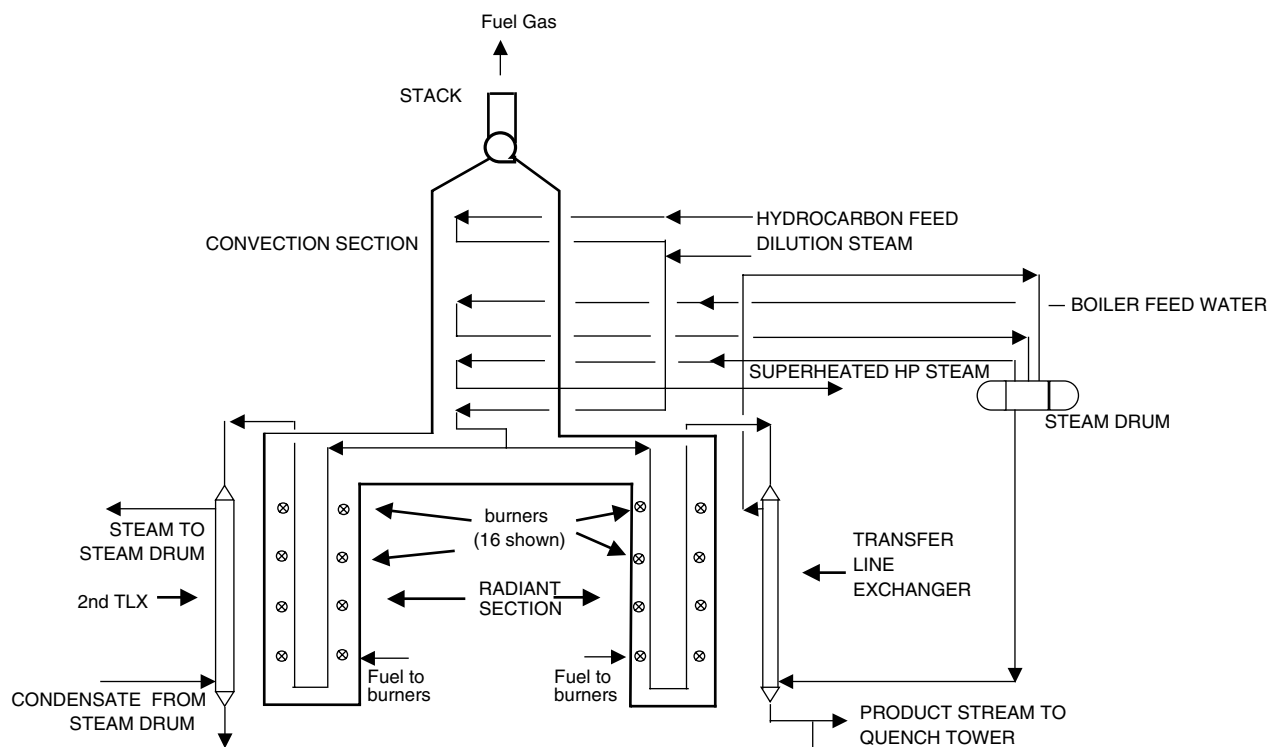 Fuel Gas
STACK
HYDROCARBON FEED
DILUTION STEAM
CONVECTION SECTION
BOILER FEED WATER
SUPERHEATED HP STEAM
STEAM DRUM
burners
(16 shown)
STEAM TO
STEAM DRUM
TRANSFER
LINE
EXCHANGER
2nd TLX
RADIANT
SECTION
Fuel to
burners
Fuel to
burners
CONDENSATE FROM
STEAM DRUM
PRODUCT STREAM TO
QUENCH TOWER